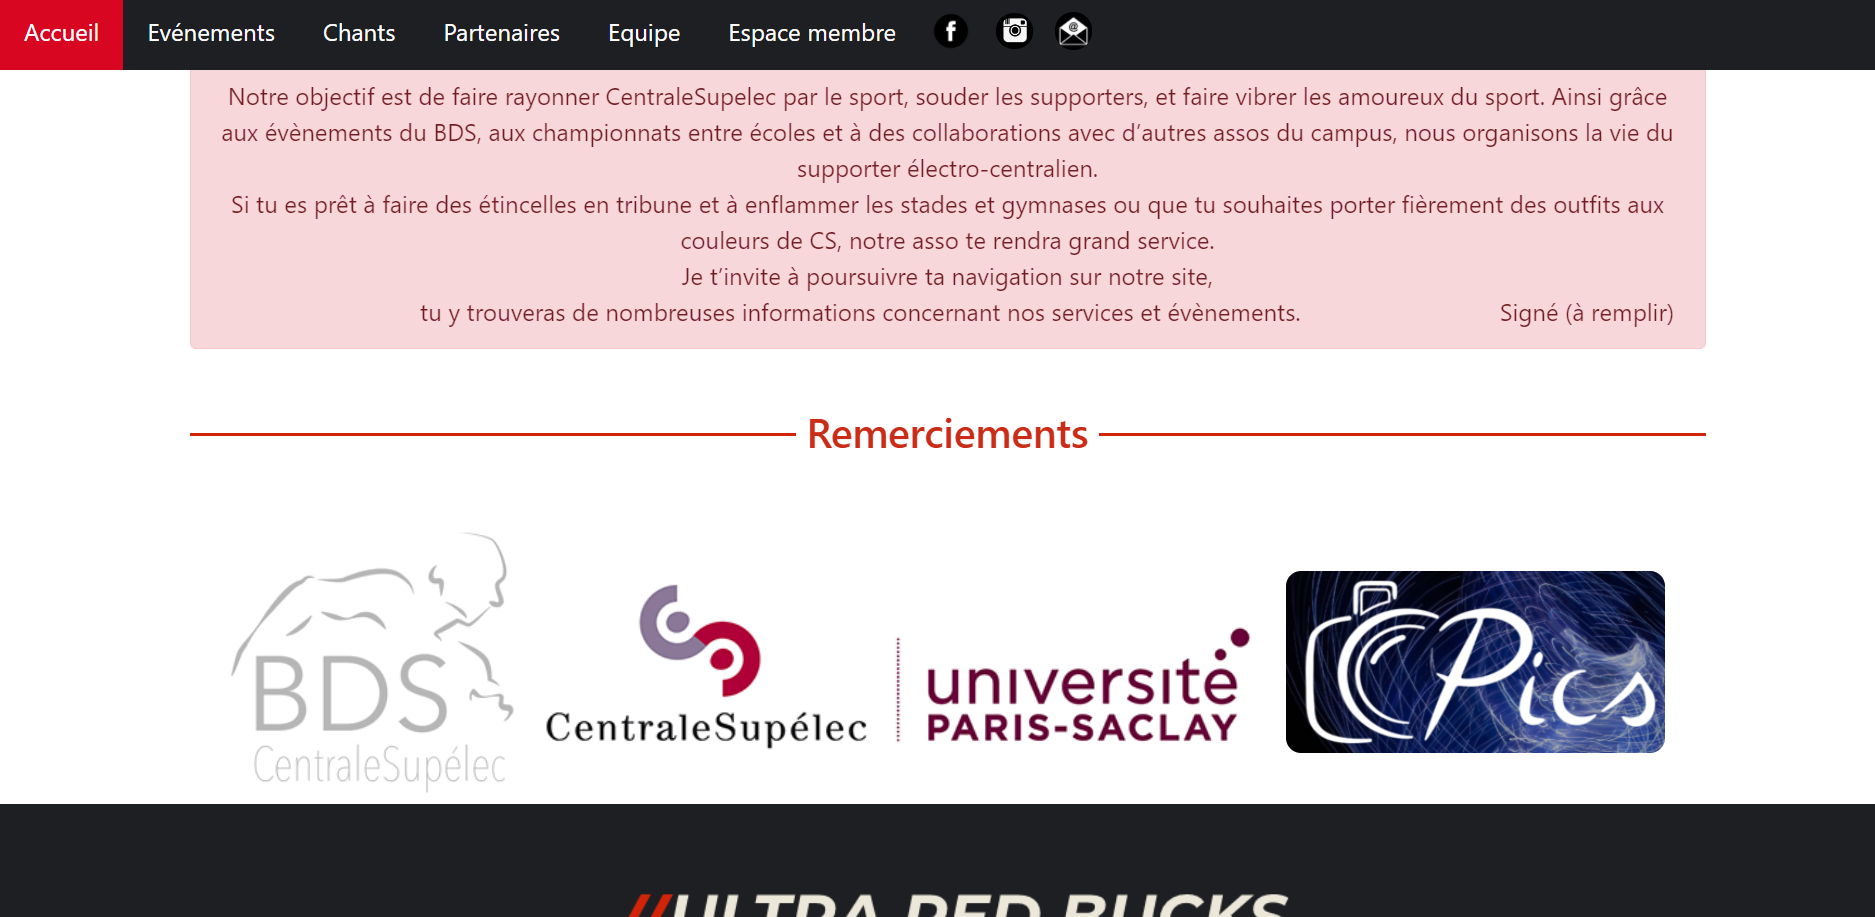 Accueil Evénements Chants Partenaires Equipe Espace membre
Notre objectif est de faire rayonner CentraleSupelec par le sport, souder les supporters, et faire vibrer les amoureux du sport. Ainsi grâce
aux évènements du BDS, aux championnats entre écoles et à des collaborations avec d’autres assos du campus, nous organisons la vie du
supporter électro-centralien.
Si tu es prêt à faire des étincelles en tribune et à enflammer les stades et gymnases ou que tu souhaites porter fièrement des outfits aux
couleurs de CS, notre asso te rendra grand service.
Je t’invite à poursuivre ta navigation sur notre site,
tu y trouveras de nombreuses informations concernant nos services et évènements. Signé (à remplir)
Remerciements
BDS
CentraleSupélec
CentraleSupélec
université
PARIS-SACLAY
Pics
//ULTRA RED BUCKS